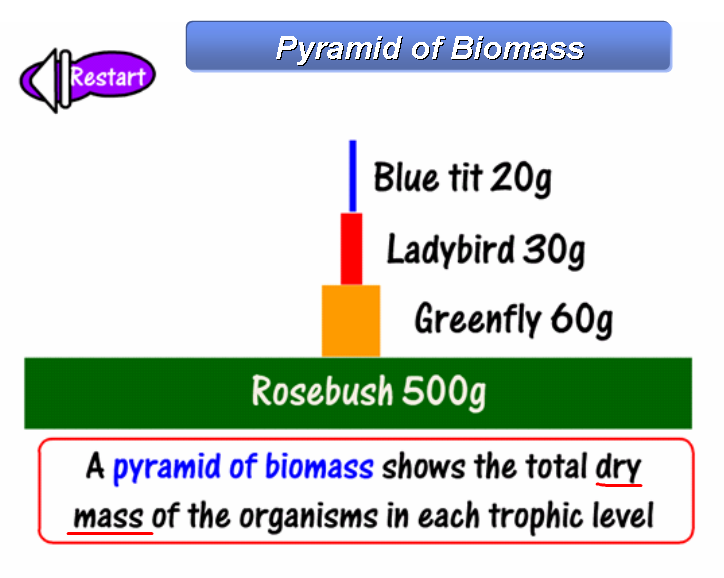 Pyramid of Biomass
Restart
Blue tit 20g
Ladybird 30g
Greenfly 60g
Rosebush 500g
A pyramid of biomass shows the total dry
mass of the organisms in each trophic level